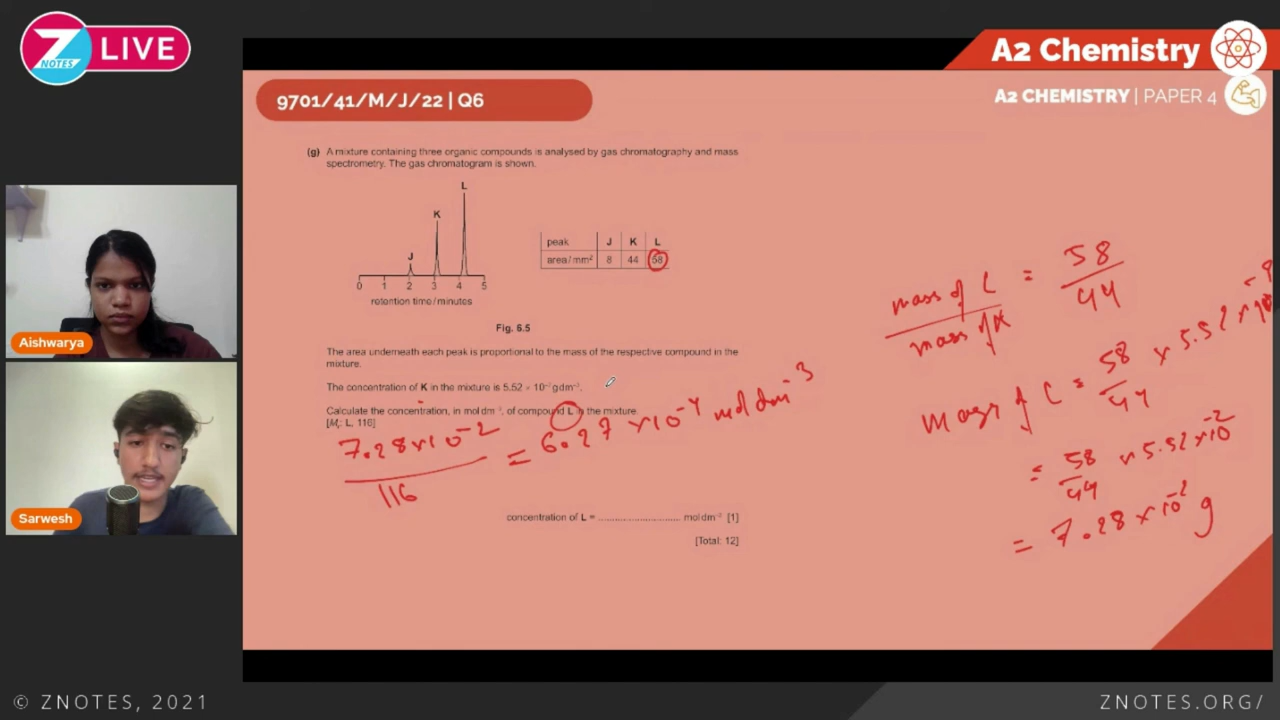 Z
NOTES
LIVE
A2 Chemistry
9701/41/M/J/22 | Q6
A2 CHEMISTRY | PAPER 4
(g) A mixture containing three organic compounds is analysed by gas chromatography and mass
spectrometry. The gas chromatogram is shown.
L
K
J
0 1 2 3 4 5
retention time / minutes
peak J K L
area / mm² 8 44 58
Fig. 6.5
The area underneath each peak is proportional to the mass of the respective compound in the
mixture.
The concentration of K in the mixture is 5.52 × 10⁻² g dm⁻³.
Calculate the concentration, in mol dm⁻³, of compound L in the mixture.
[Mr: L, 116]
7.28 × 10⁻² / 116 = 6.27 × 10⁻⁴ mol dm⁻³
concentration of L = .............................. mol dm⁻³ [1]
[Total: 12]
mass of L / mass of K = 58 / 44
mass of L = 58 / 44 × 5.52 × 10
= 58 / 44 × 5.52 × 10⁻²
= 7.28 × 10⁻² g
Aishwarya
Sarwesh
© ZNOTES, 2021
ZNOTES.ORG/